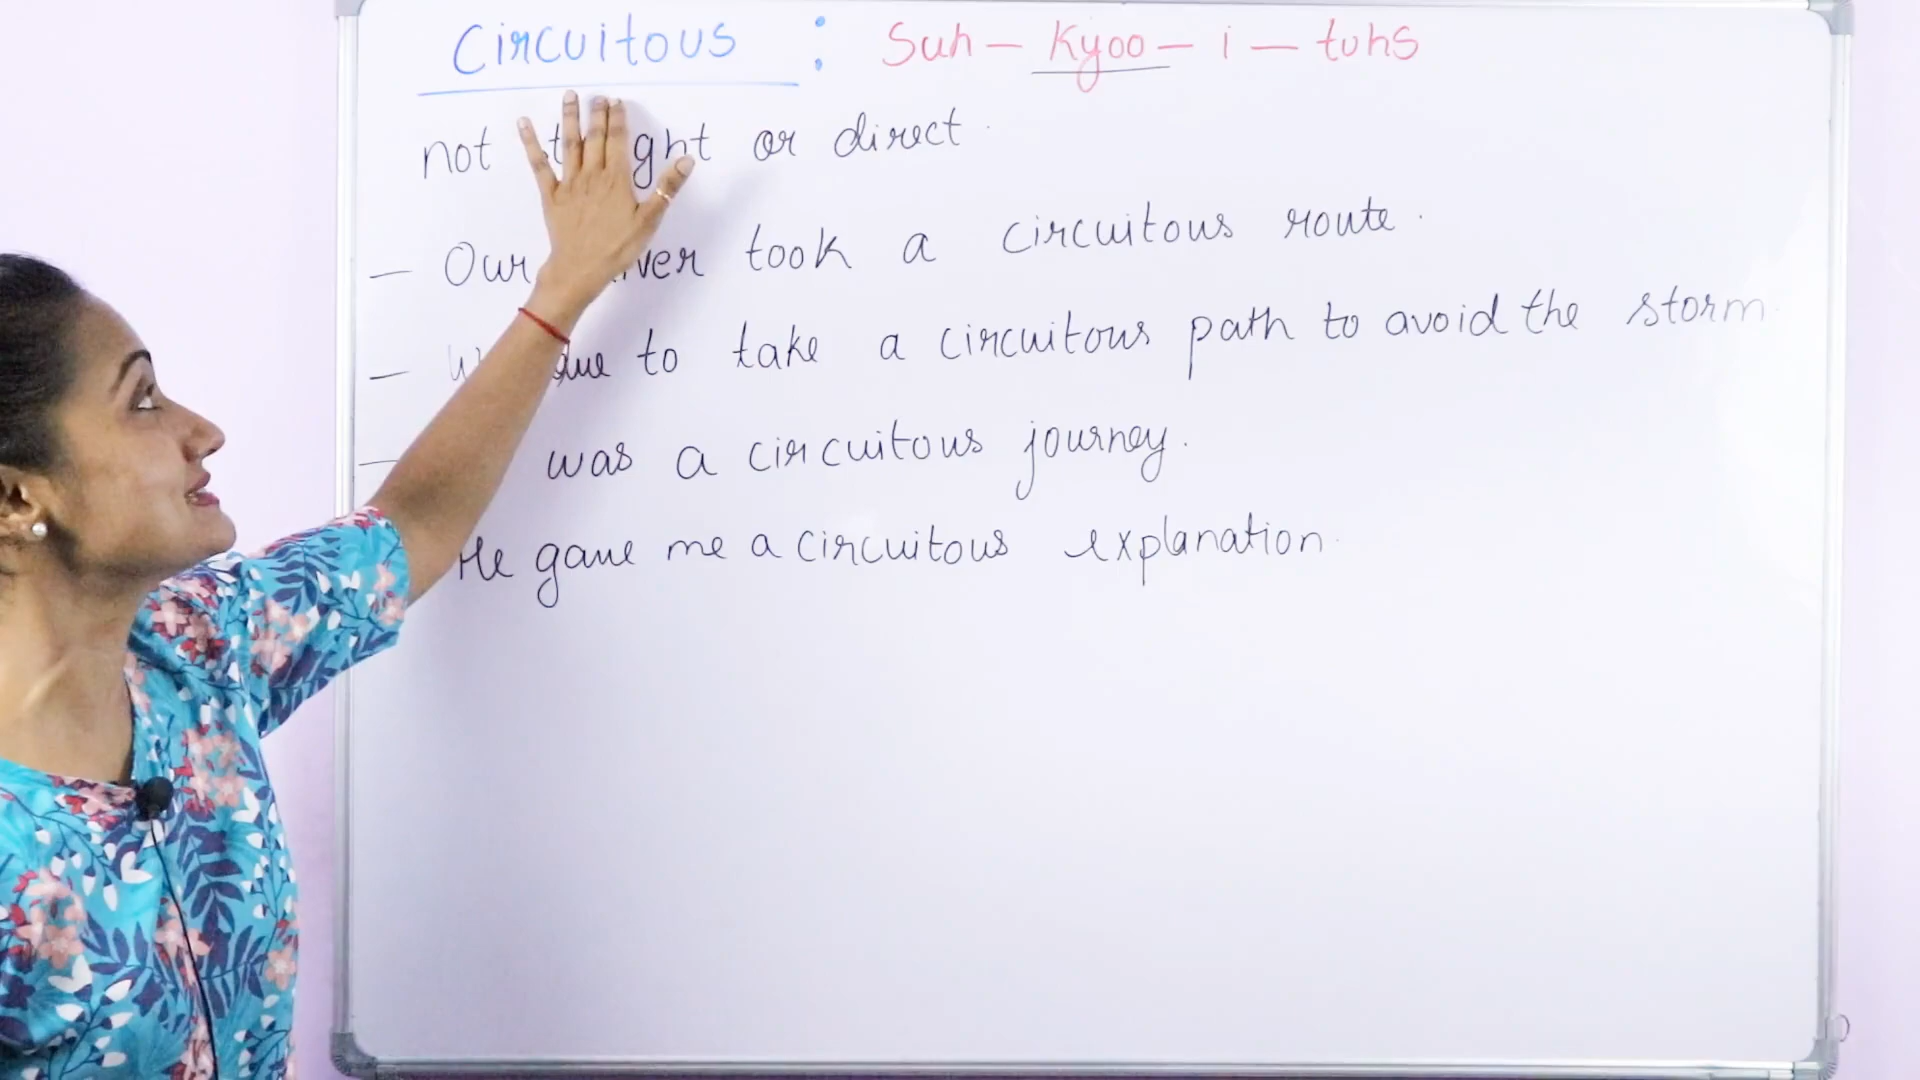 Circuitous : Suh - Kyoo - i - tuhs
not or direct.
- Our took a circuitous route.
- to take a circuitous path to avoid the storm.
- was a circuitous journey.
He gave me a circuitous explanation.